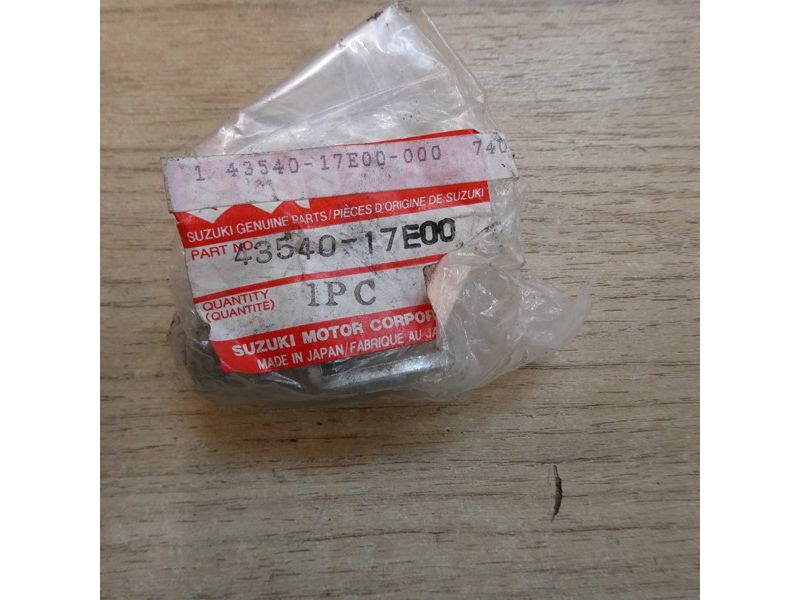 1 43540-17E00-000 740
SUZUKI GENUINE PARTS/PIÈCES D'ORIGINE DE SUZUKI
PART NO.
43540-17E00
QUANTITY
(QUANTITÉ)
1PC
SUZUKI MOTOR CORPOR
MADE IN JAPAN/FABRIQUE AU JA